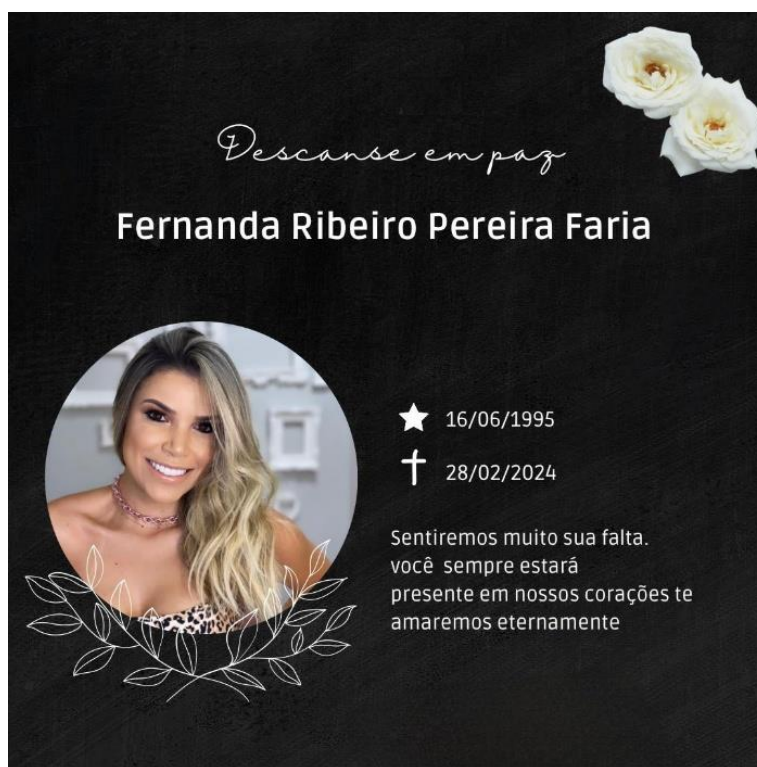 Descanse em paz
Fernanda Ribeiro Pereira Faria
16/06/1995
28/02/2024
Sentiremos muito sua falta.
você sempre estará
presente em nossos corações te
amaremos eternamente